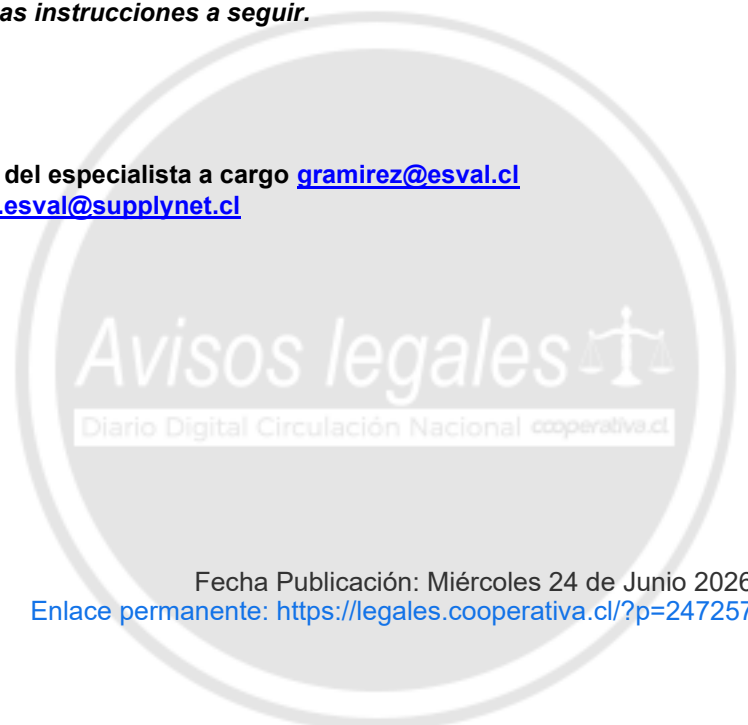 as instrucciones a seguir.
del especialista a cargo gramirez@esval.cl
.esval@supplynet.cl
Avisos legales
Diario Digital Circulación Nacional cooperativa.cl
Fecha Publicación: Miércoles 24 de Junio 2026
Enlace permanente: https://legales.cooperativa.cl/?p=247257